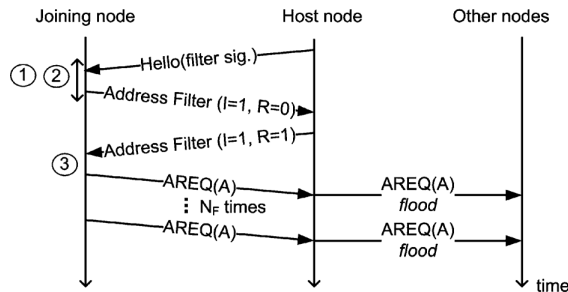 Joining node
Host node
Other nodes
Hello(filter sig.)
① ②
Address Filter (I=1, R=0)
Address Filter (I=1, R=1)
③
AREQ(A)
AREQ(A)
flood
⋮ NF times
AREQ(A)
AREQ(A)
flood
time